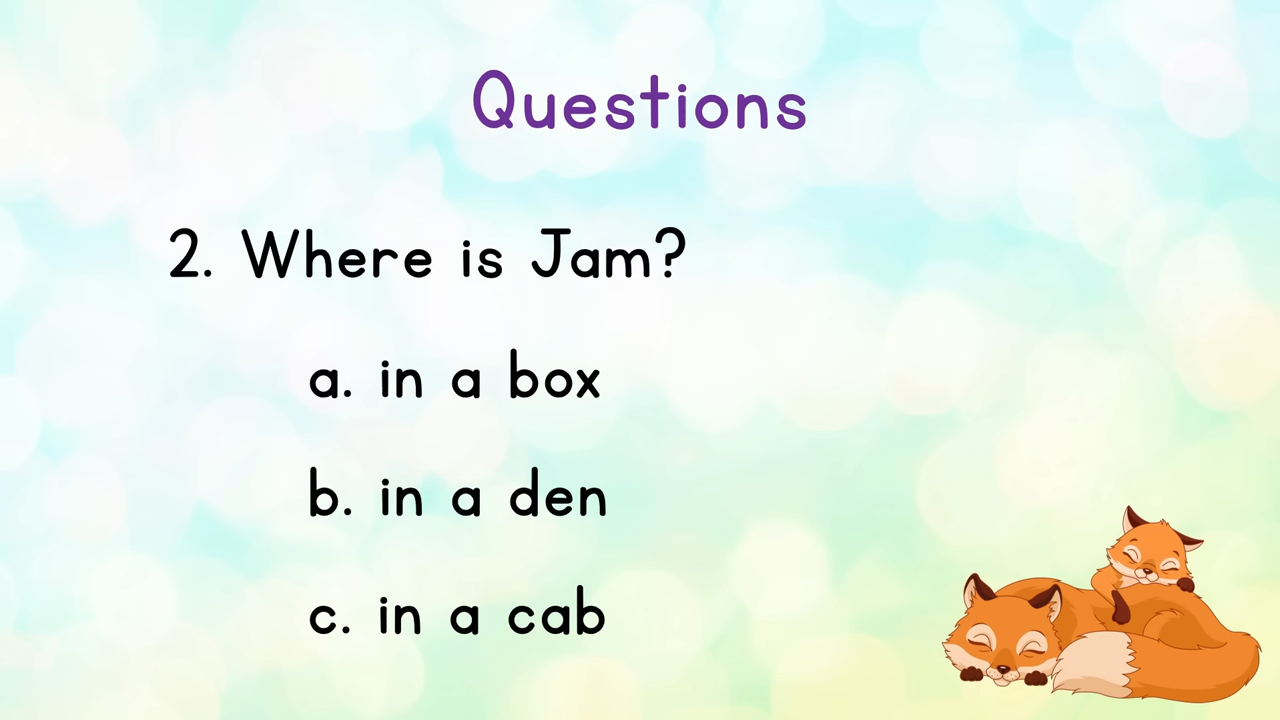 Questions
2. Where is Jam?
a. in a box
b. in a den
c. in a cab